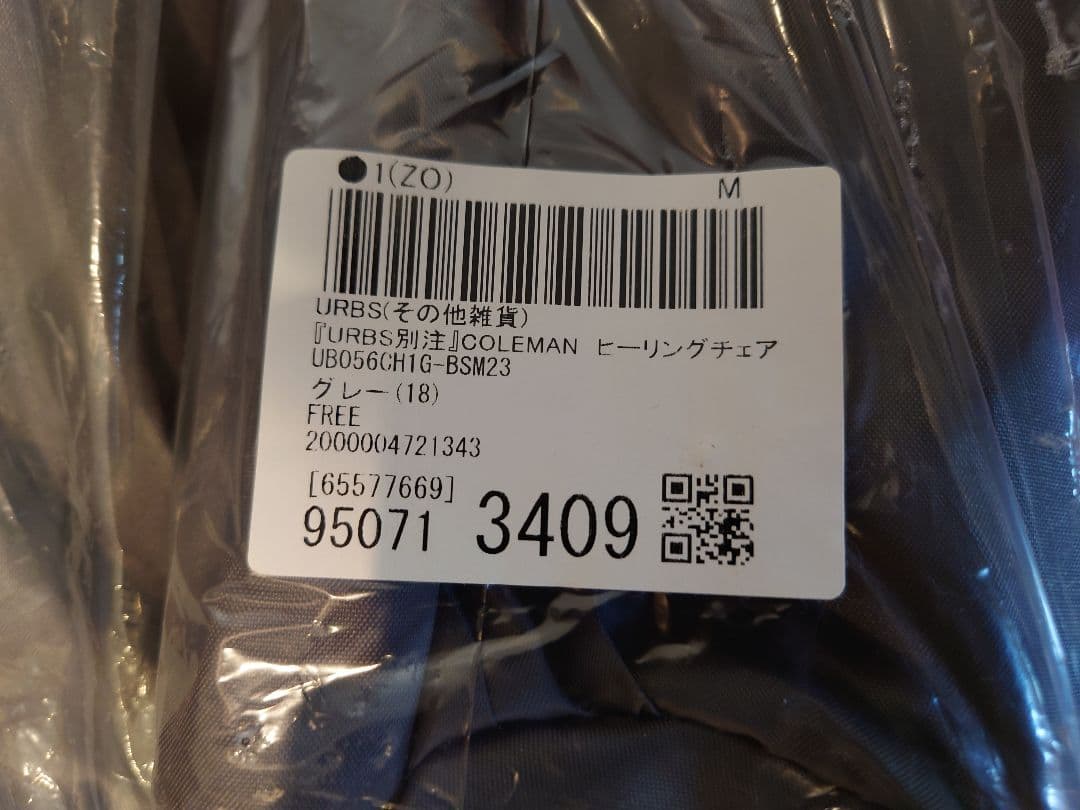 ●1(ZO) M
URBS(その他雑貨)
『URBS別注』COLEMAN ヒーリングチェア
UB056CH1G-BSM23
グレー(18)
FREE
2000004721343
[65577669]
95071 3409